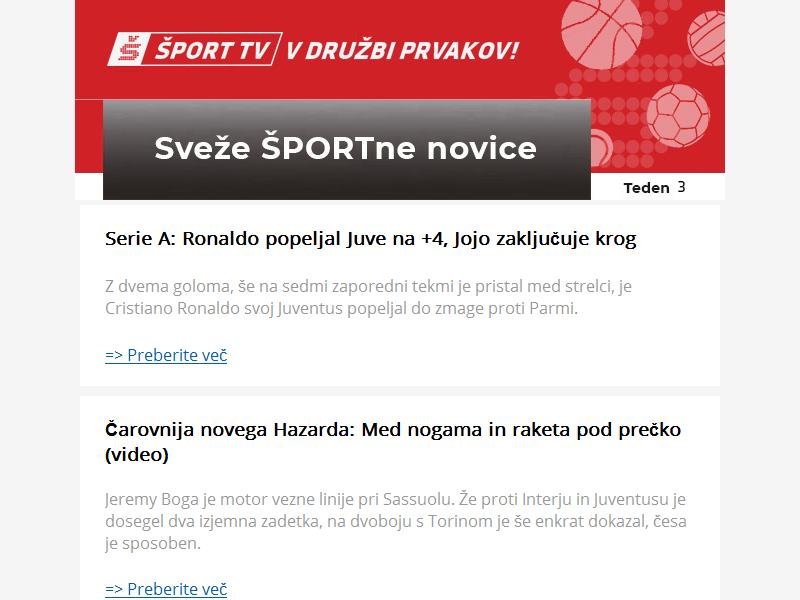 Š ŠPORT TV V DRUŽBI PRVAKOV!
Sveže ŠPORTne novice
Teden 3
Serie A: Ronaldo popeljal Juve na +4, Jojo zaključuje krog
Z dvema goloma, še na sedmi zaporedni tekmi je pristal med strelci, je
Cristiano Ronaldo svoj Juventus popeljal do zmage proti Parmi.
=> Preberite več
Čarovnija novega Hazarda: Med nogama in raketa pod prečko
(video)
Jeremy Boga je motor vezne linije pri Sassuolu. Že proti Interju in Juventusu je
dosegel dva izjemna zadetka, na dvoboju s Torinom je še enkrat dokazal, česa
je sposoben.
=> Preberite več